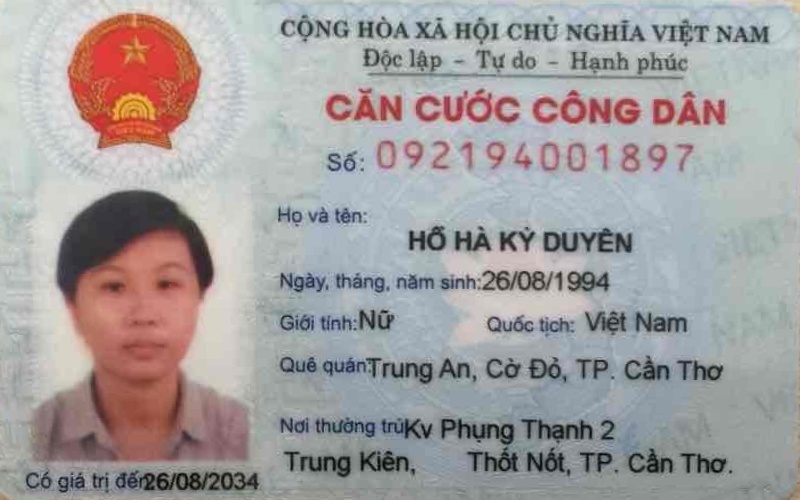 CỘNG HÒA XÃ HỘI CHỦ NGHĨA VIỆT NAM
Độc lập - Tự do - Hạnh phúc
CĂN CƯỚC CÔNG DÂN
Số: 092194001897
Họ và tên:
HỒ HÀ KỲ DUYÊN
Ngày, tháng, năm sinh:26/08/1994
Giới tính:Nữ Quốc tịch: Việt Nam
Quê quán:Trung An, Cờ Đỏ, TP. Cần Thơ
Nơi thường trú:Kv Phụng Thạnh 2
Trung Kiên, Thốt Nốt, TP. Cần Thơ.
Có giá trị đến:26/08/2034